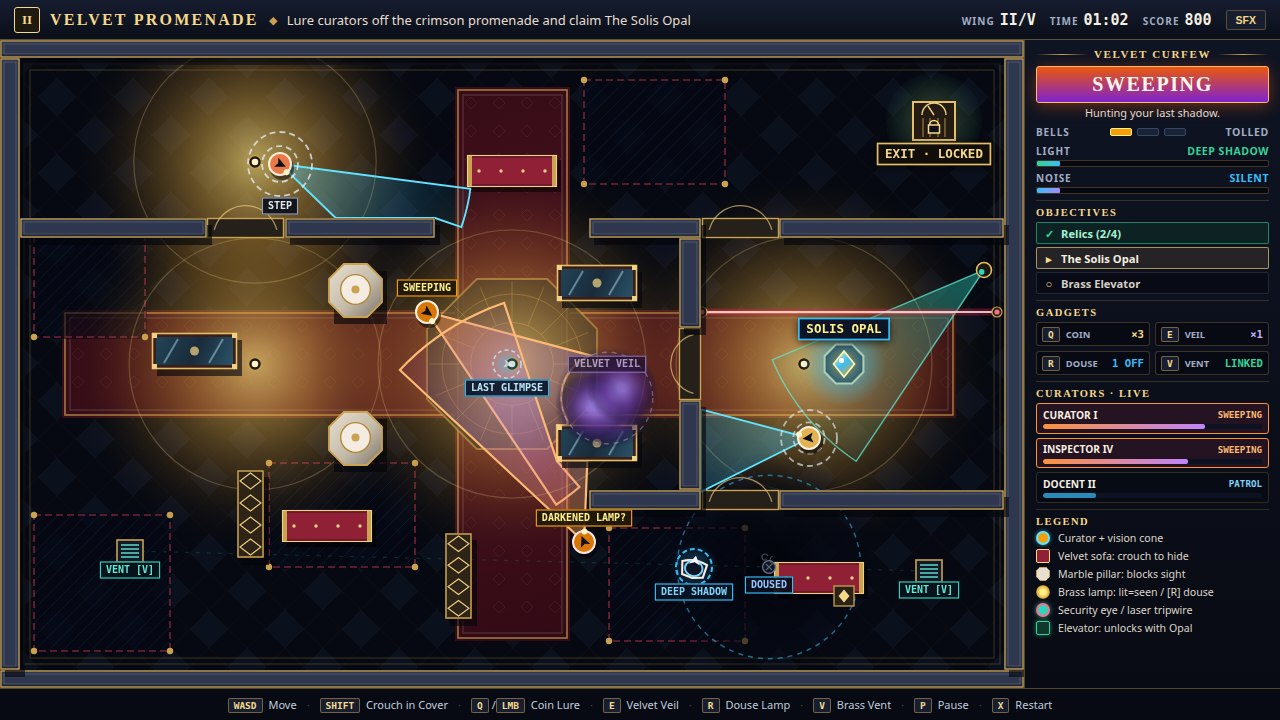 II VELVET PROMENADE ◆ Lure curators off the crimson promenade and claim The Solis Opal
WING II/V TIME 01:02 SCORE 800 SFX
EXIT · LOCKED
STEP
SWEEPING
SOLIS OPAL
VELVET VEIL
LAST GLIMPSE
DARKENED LAMP?
VENT [V]
DEEP SHADOW
DOUSED
VENT [V]
VELVET CURFEW
SWEEPING
Hunting your last shadow.
BELLS TOLLED
LIGHT DEEP SHADOW
NOISE SILENT
OBJECTIVES
✓ Relics (2/4)
► The Solis Opal
○ Brass Elevator
GADGETS
Q COIN ×3 E VEIL ×1
R DOUSE 1 OFF V VENT LINKED
CURATORS · LIVE
CURATOR I SWEEPING
INSPECTOR IV SWEEPING
DOCENT II PATROL
LEGEND
Curator + vision cone
Velvet sofa: crouch to hide
Marble pillar: blocks sight
Brass lamp: lit=seen / [R] douse
Security eye / laser tripwire
Elevator: unlocks with Opal
WASD Move · SHIFT Crouch in Cover · Q / LMB Coin Lure · E Velvet Veil · R Douse Lamp · V Brass Vent · P Pause · X Restart